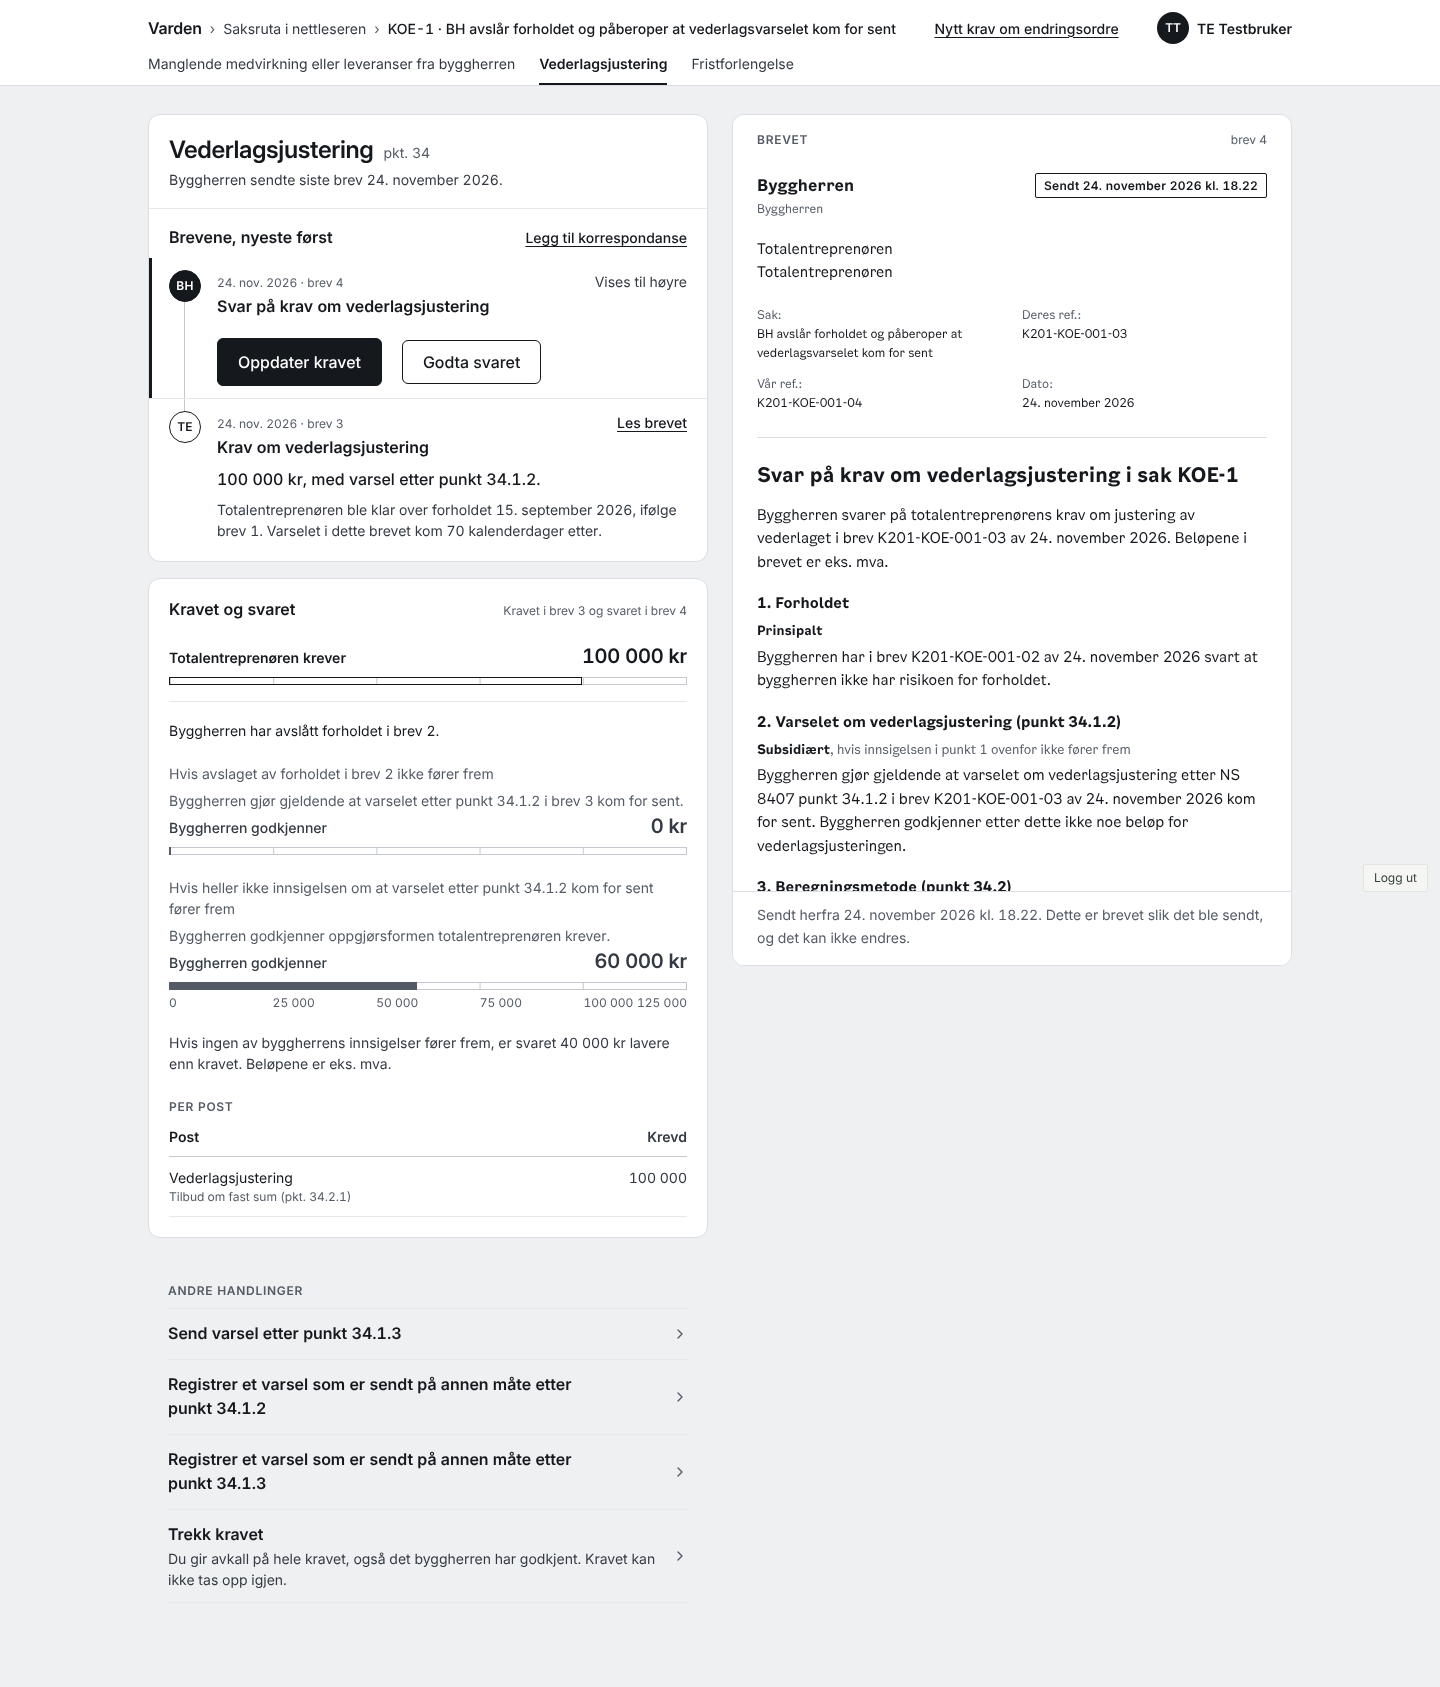 Varden › Saksruta i nettleseren › KOE-1 · BH avslår forholdet og påberoper at vederlagsvarselet kom for sent
Nytt krav om endringsordre
TT TE Testbruker
Manglende medvirkning eller leveranser fra byggherren
Vederlagsjustering
Fristforlengelse
Vederlagsjustering pkt. 34
Byggherren sendte siste brev 24. november 2026.
Brevene, nyeste først
Legg til korrespondanse
BH
24. nov. 2026 · brev 4
Vises til høyre
Svar på krav om vederlagsjustering
Oppdater kravet
Godta svaret
TE
24. nov. 2026 · brev 3
Les brevet
Krav om vederlagsjustering
100 000 kr, med varsel etter punkt 34.1.2.
Totalentreprenøren ble klar over forholdet 15. september 2026, ifølge
brev 1. Varselet i dette brevet kom 70 kalenderdager etter.
Kravet og svaret
Kravet i brev 3 og svaret i brev 4
Totalentreprenøren krever
100 000 kr
Byggherren har avslått forholdet i brev 2.
Hvis avslaget av forholdet i brev 2 ikke fører frem
Byggherren gjør gjeldende at varselet etter punkt 34.1.2 i brev 3 kom for sent.
Byggherren godkjenner
0 kr
Hvis heller ikke innsigelsen om at varselet etter punkt 34.1.2 kom for sent
fører frem
Byggherren godkjenner oppgjørsformen totalentreprenøren krever.
Byggherren godkjenner
60 000 kr
0 25 000 50 000 75 000 100 000 125 000
Hvis ingen av byggherrens innsigelser fører frem, er svaret 40 000 kr lavere
enn kravet. Beløpene er eks. mva.
PER POST
Post
Krevd
Vederlagsjustering
100 000
Tilbud om fast sum (pkt. 34.2.1)
ANDRE HANDLINGER
Send varsel etter punkt 34.1.3
Registrer et varsel som er sendt på annen måte etter
punkt 34.1.2
Registrer et varsel som er sendt på annen måte etter
punkt 34.1.3
Trekk kravet
Du gir avkall på hele kravet, også det byggherren har godkjent. Kravet kan
ikke tas opp igjen.
BREVET
brev 4
Byggherren
Sendt 24. november 2026 kl. 18.22
Byggherren
Totalentreprenøren
Totalentreprenøren
Sak:
BH avslår forholdet og påberoper at
vederlagsvarselet kom for sent
Deres ref.:
K201-KOE-001-03
Vår ref.:
K201-KOE-001-04
Dato:
24. november 2026
Svar på krav om vederlagsjustering i sak KOE-1
Byggherren svarer på totalentreprenørens krav om justering av
vederlaget i brev K201-KOE-001-03 av 24. november 2026. Beløpene i
brevet er eks. mva.
1. Forholdet
Prinsipalt
Byggherren har i brev K201-KOE-001-02 av 24. november 2026 svart at
byggherren ikke har risikoen for forholdet.
2. Varselet om vederlagsjustering (punkt 34.1.2)
Subsidiært, hvis innsigelsen i punkt 1 ovenfor ikke fører frem
Byggherren gjør gjeldende at varselet om vederlagsjustering etter NS
8407 punkt 34.1.2 i brev K201-KOE-001-03 av 24. november 2026 kom
for sent. Byggherren godkjenner etter dette ikke noe beløp for
vederlagsjusteringen.
3. Beregningsmetode (punkt 34.2)
Sendt herfra 24. november 2026 kl. 18.22. Dette er brevet slik det ble sendt,
og det kan ikke endres.
Logg ut